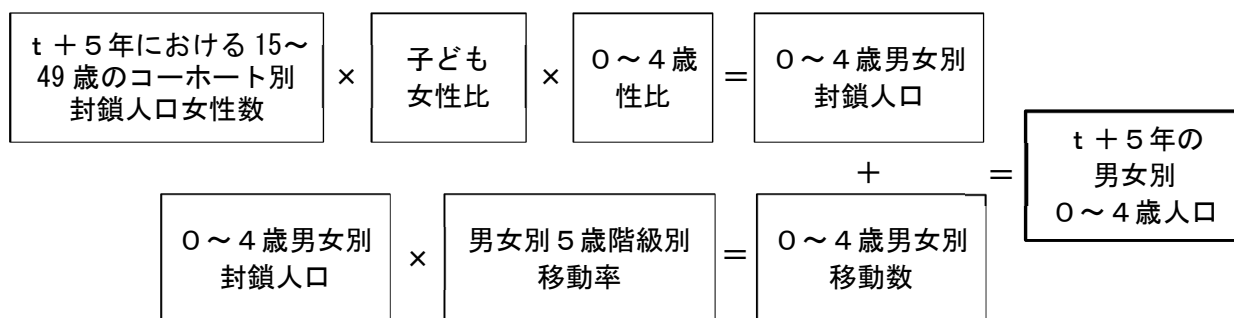 ｔ＋５年における 15～
49 歳のコーホート別
封鎖人口女性数
×
子ども
女性比
×
０～４歳
性比
＝
０～４歳男女別
封鎖人口
＋
０～４歳男女別
封鎖人口
×
男女別５歳階級別
移動率
＝
０～４歳男女別
移動数
＝
ｔ＋５年の
男女別
０～４歳人口